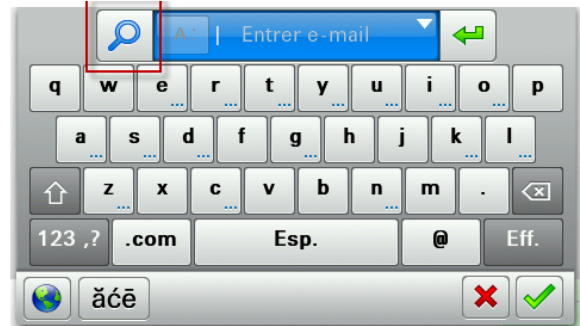 A | Entrer e-mail
q w e r t y u i o p
a s d f g h j k l
z x c v b n m .
123 ,? .com Esp. @ Eff.
ăćē